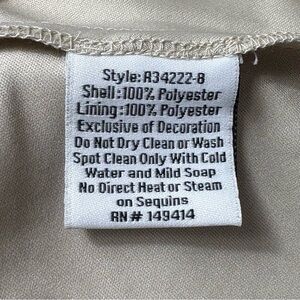 Style: A34222-8
Shell: 100% Polyester
Lining: 100% Polyester
Exclusive of Decoration
Do Not Dry Clean or Wash
Spot Clean Only With Cold
Water and Mild Soap
No Direct Heat or Steam
on Sequins
RN# 149414